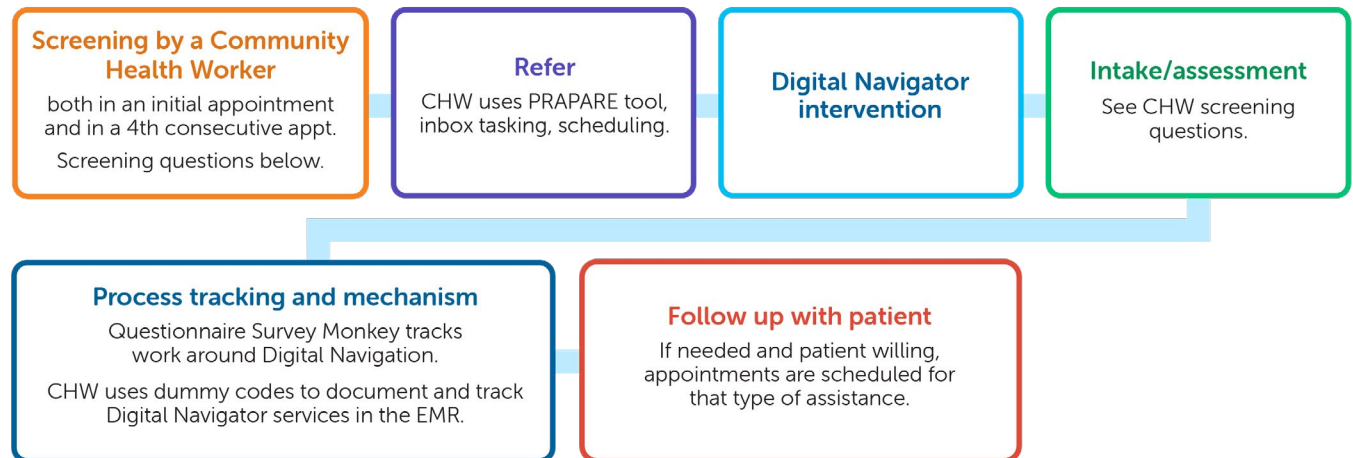 Screening by a Community
Health Worker
both in an initial appointment
and in a 4th consecutive appt.
Screening questions below.
Refer
CHW uses PRAPARE tool,
inbox tasking, scheduling.
Digital Navigator
intervention
Intake/assessment
See CHW screening
questions.
Process tracking and mechanism
Questionnaire Survey Monkey tracks
work around Digital Navigation.
CHW uses dummy codes to document and track
Digital Navigator services in the EMR.
Follow up with patient
If needed and patient willing,
appointments are scheduled for
that type of assistance.